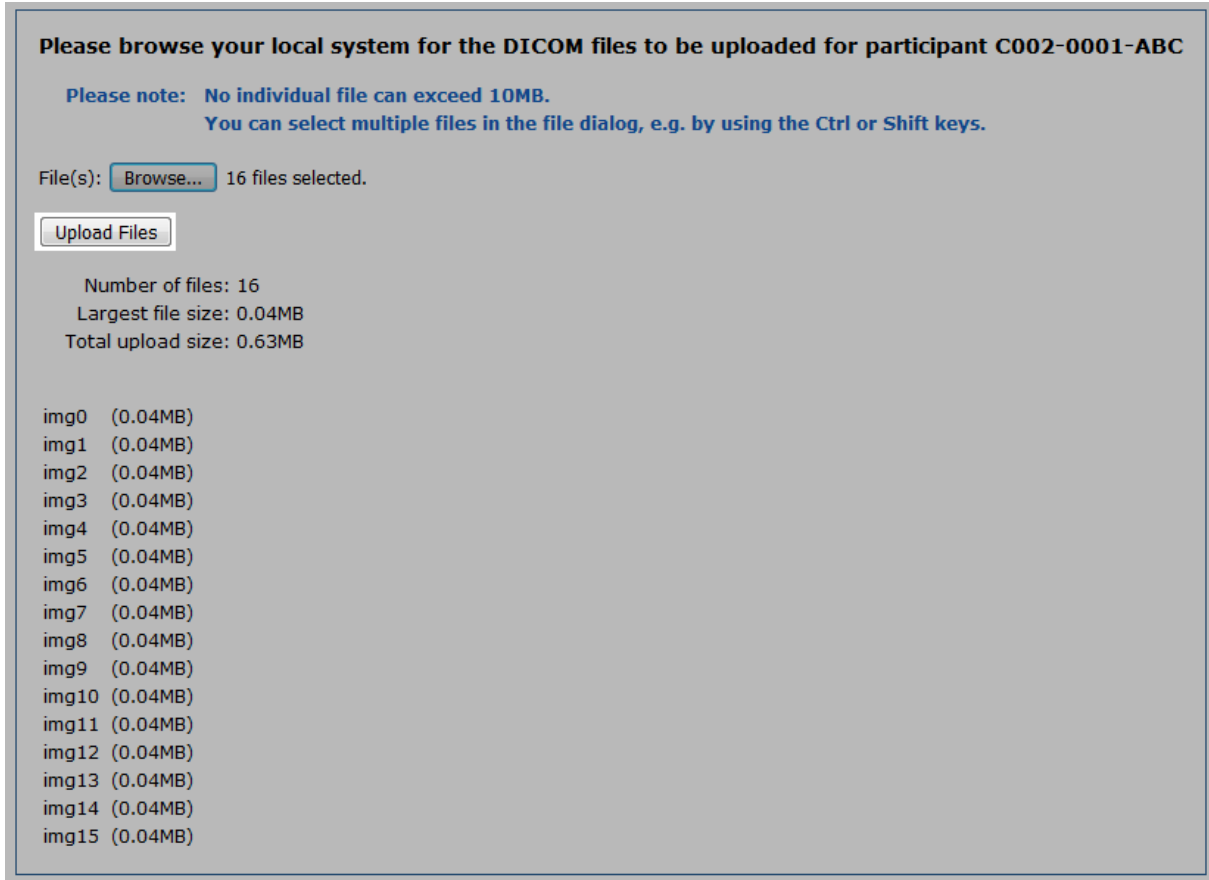 Please browse your local system for the DICOM files to be uploaded for participant C002-0001-ABC
Please note: No individual file can exceed 10MB.
You can select multiple files in the file dialog, e.g. by using the Ctrl or Shift keys.
File(s): Browse... 16 files selected.
Upload Files
Number of files: 16
Largest file size: 0.04MB
Total upload size: 0.63MB
img0 (0.04MB)
img1 (0.04MB)
img2 (0.04MB)
img3 (0.04MB)
img4 (0.04MB)
img5 (0.04MB)
img6 (0.04MB)
img7 (0.04MB)
img8 (0.04MB)
img9 (0.04MB)
img10 (0.04MB)
img11 (0.04MB)
img12 (0.04MB)
img13 (0.04MB)
img14 (0.04MB)
img15 (0.04MB)